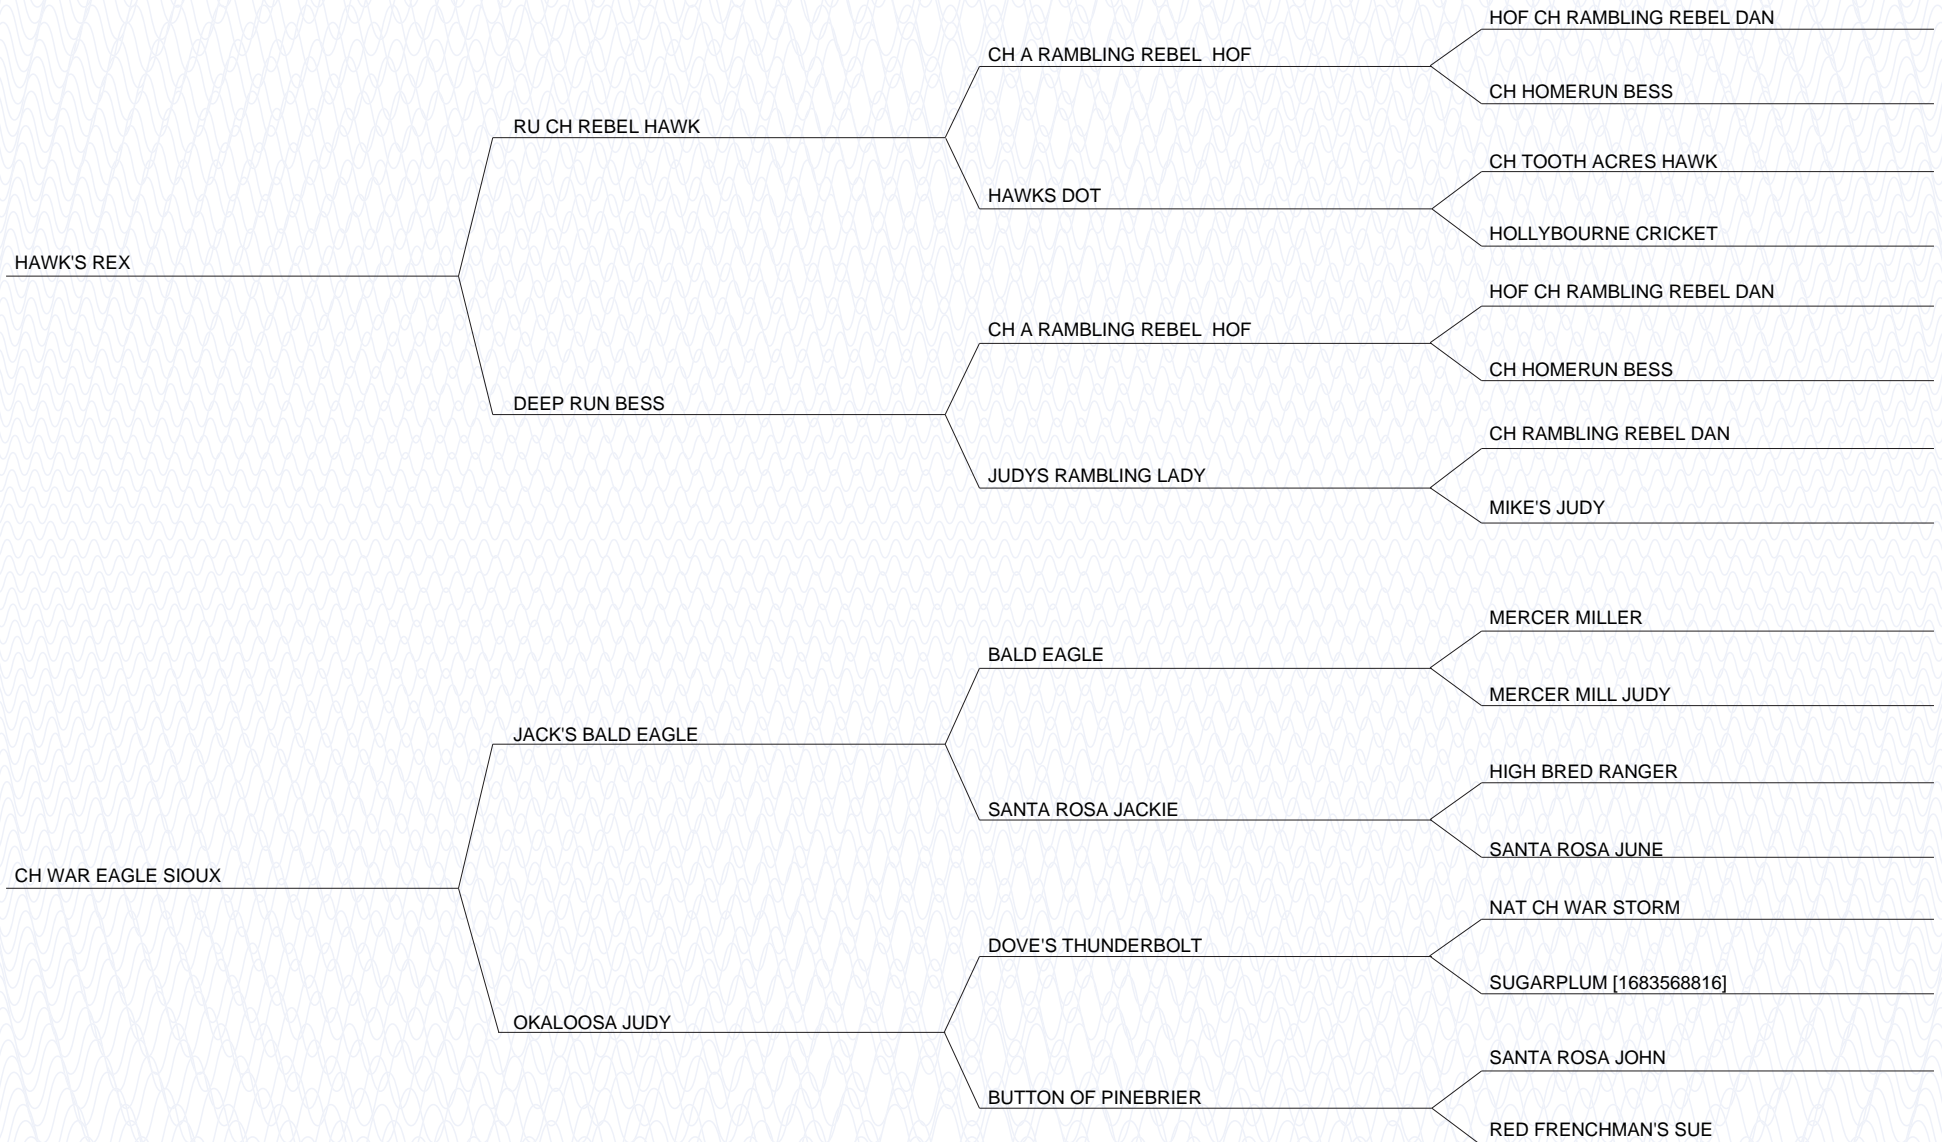 HOF CH RAMBLING REBEL DAN
CH A RAMBLING REBEL  HOF
CH HOMERUN BESS
RU CH REBEL HAWK
CH TOOTH ACRES HAWK
HAWKS DOT
HOLLYBOURNE CRICKET
HAWK'S REX
HOF CH RAMBLING REBEL DAN
CH A RAMBLING REBEL  HOF
CH HOMERUN BESS
DEEP RUN BESS
CH RAMBLING REBEL DAN
JUDYS RAMBLING LADY
MIKE'S JUDY
MERCER MILLER
BALD EAGLE
MERCER MILL JUDY
JACK'S BALD EAGLE
HIGH BRED RANGER
SANTA ROSA JACKIE
SANTA ROSA JUNE
CH WAR EAGLE SIOUX
NAT CH WAR STORM
DOVE'S THUNDERBOLT
SUGARPLUM [1683568816]
OKALOOSA JUDY
SANTA ROSA JOHN
BUTTON OF PINEBRIER
RED FRENCHMAN'S SUE